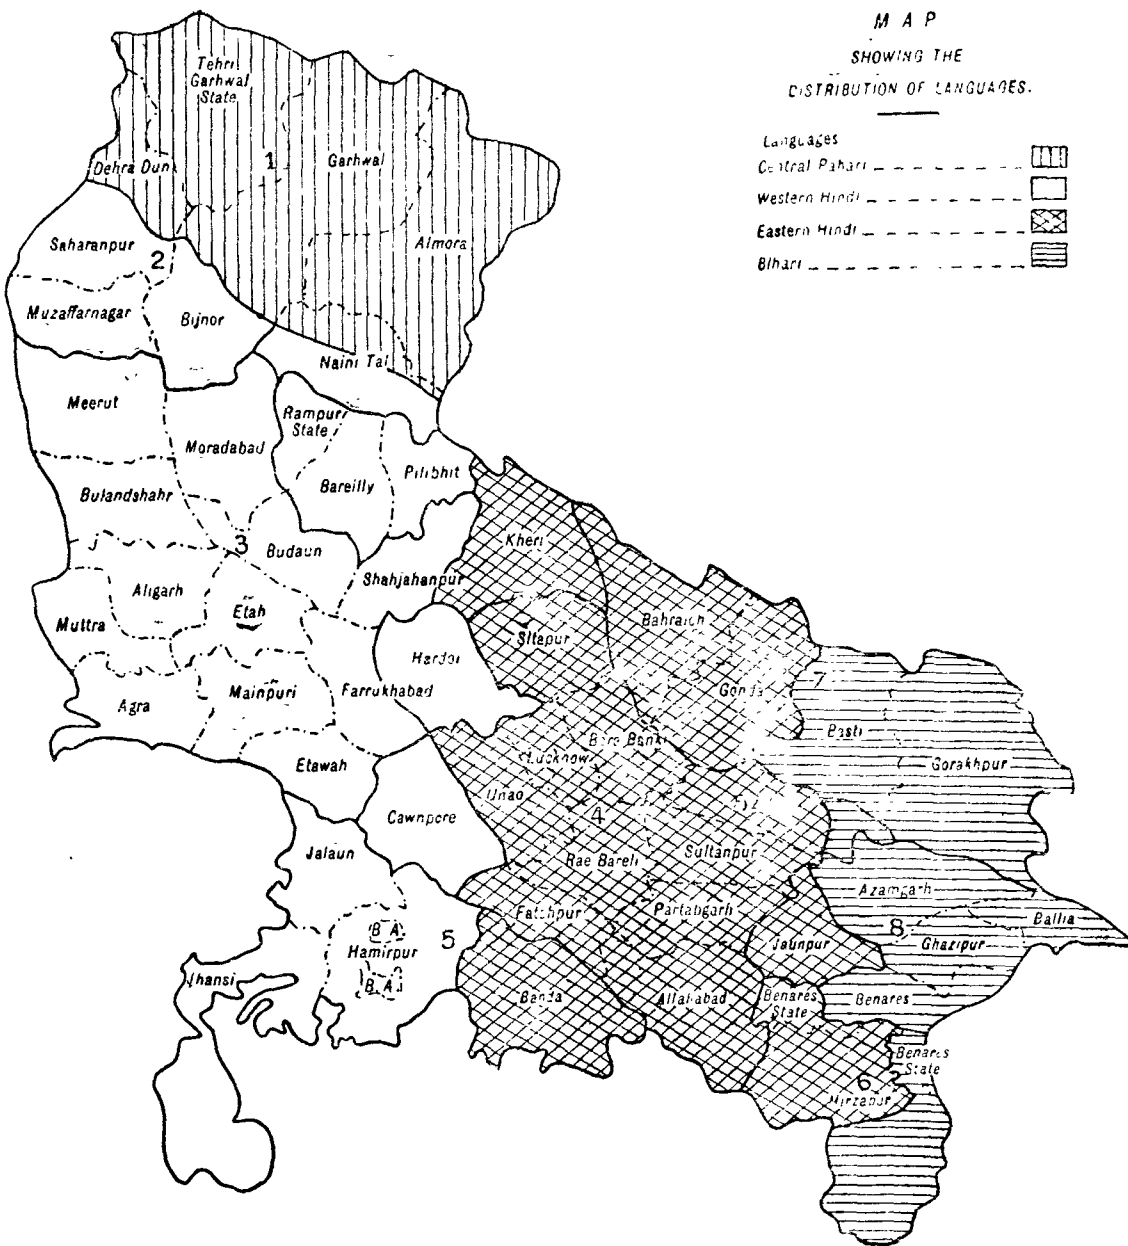 MAP
SHOWING THE
DISTRIBUTION OF LANGUAGES.
Languages
Central Pahari
Western Hindi
Eastern Hindi
Bihari
Tehri
Garhwal
State
Dehra Dun
1
Garhwal
Almora
Saharanpur
2
Muzaffarnagar
Bijnor
Naini Tal
Meerut
Rampur
State
Moradabad
Pilibhit
Bareilly
Bulandshahr
3
Budaun
Kheri
Shahjahanpur
Aligarh
Etah
Muttra
Sitapur
Bahraich
Hardoi
Mainpuri
Farrukhabad
Agra
Gonda
7
Basti
Gorakhpur
Etawah
Lucknow
Bara Banki
Unao
Cawnpore
4
Jalaun
Rae Bareli
Sultanpur
Azamgarh
Ballia
Fatehpur
Partabgarh
8
Ghazipur
B A
5
Hamirpur
B A
Jaunpur
Jhansi
Banda
Allahabad
Benares
State
Benares
Benares
State
6
Mirzapur